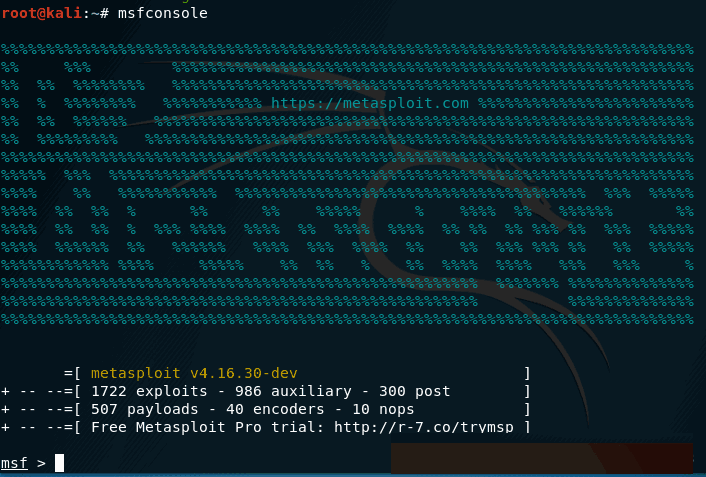 root@kali:~# msfconsole
https://metasploit.com
=[ metasploit v4.16.30-dev ]
+ -- --=[ 1722 exploits - 986 auxiliary - 300 post ]
+ -- --=[ 507 payloads - 40 encoders - 10 nops ]
+ -- --=[ Free Metasploit Pro trial: http://r-7.co/trymsp ]
msf >